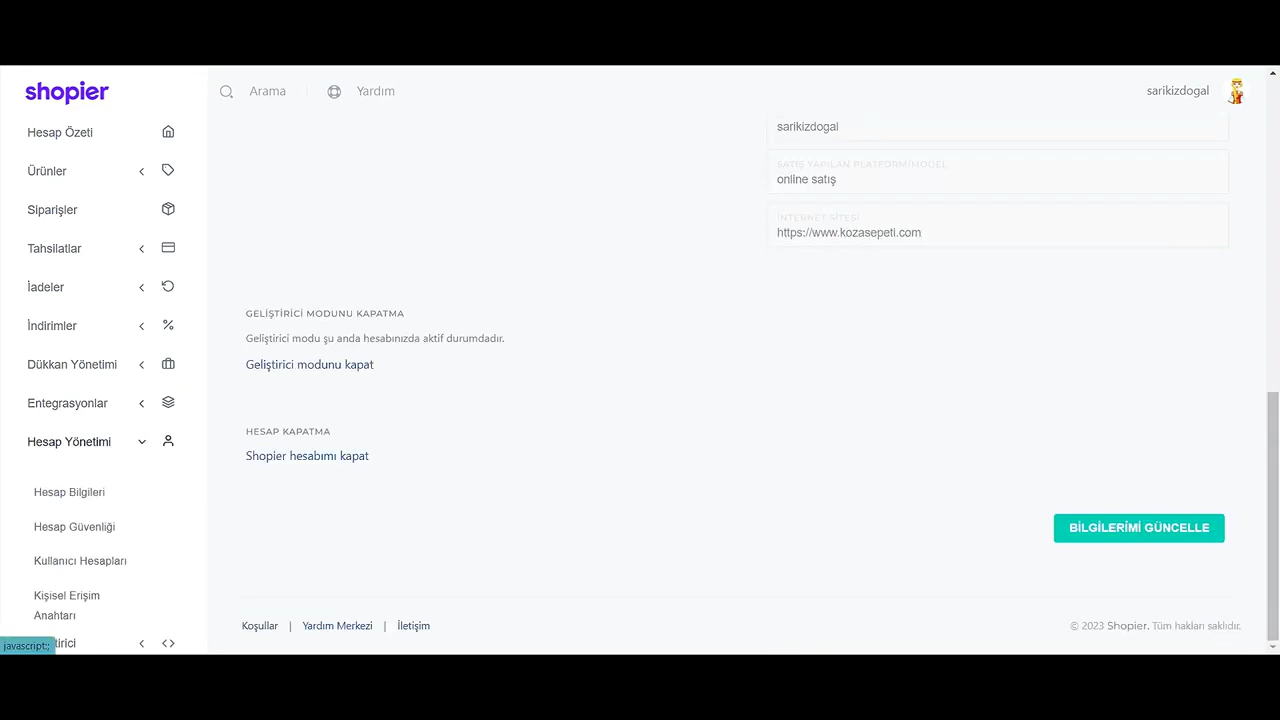 shopier
Arama
Yardım
sarikizdogal
Hesap Özeti
Ürünler
Siparişler
Tahsilatlar
İadeler
İndirimler
Dükkan Yönetimi
Entegrasyonlar
Hesap Yönetimi
Hesap Bilgileri
Hesap Güvenliği
Kullanıcı Hesapları
Kişisel Erişim
Anahtarı
tirici
javascript:;
sarikizdogal
SATIŞ YAPILAN PLATFORM/MODEL
online satış
İNTERNET SİTESİ
https://www.kozasepeti.com
GELİŞTİRİCİ MODUNU KAPATMA
Geliştirici modu şu anda hesabınızda aktif durumdadır.
Geliştirici modunu kapat
HESAP KAPATMA
Shopier hesabımı kapat
BİLGİLERİMİ GÜNCELLE
Koşullar | Yardım Merkezi | İletişim
© 2023 Shopier. Tüm hakları saklıdır.